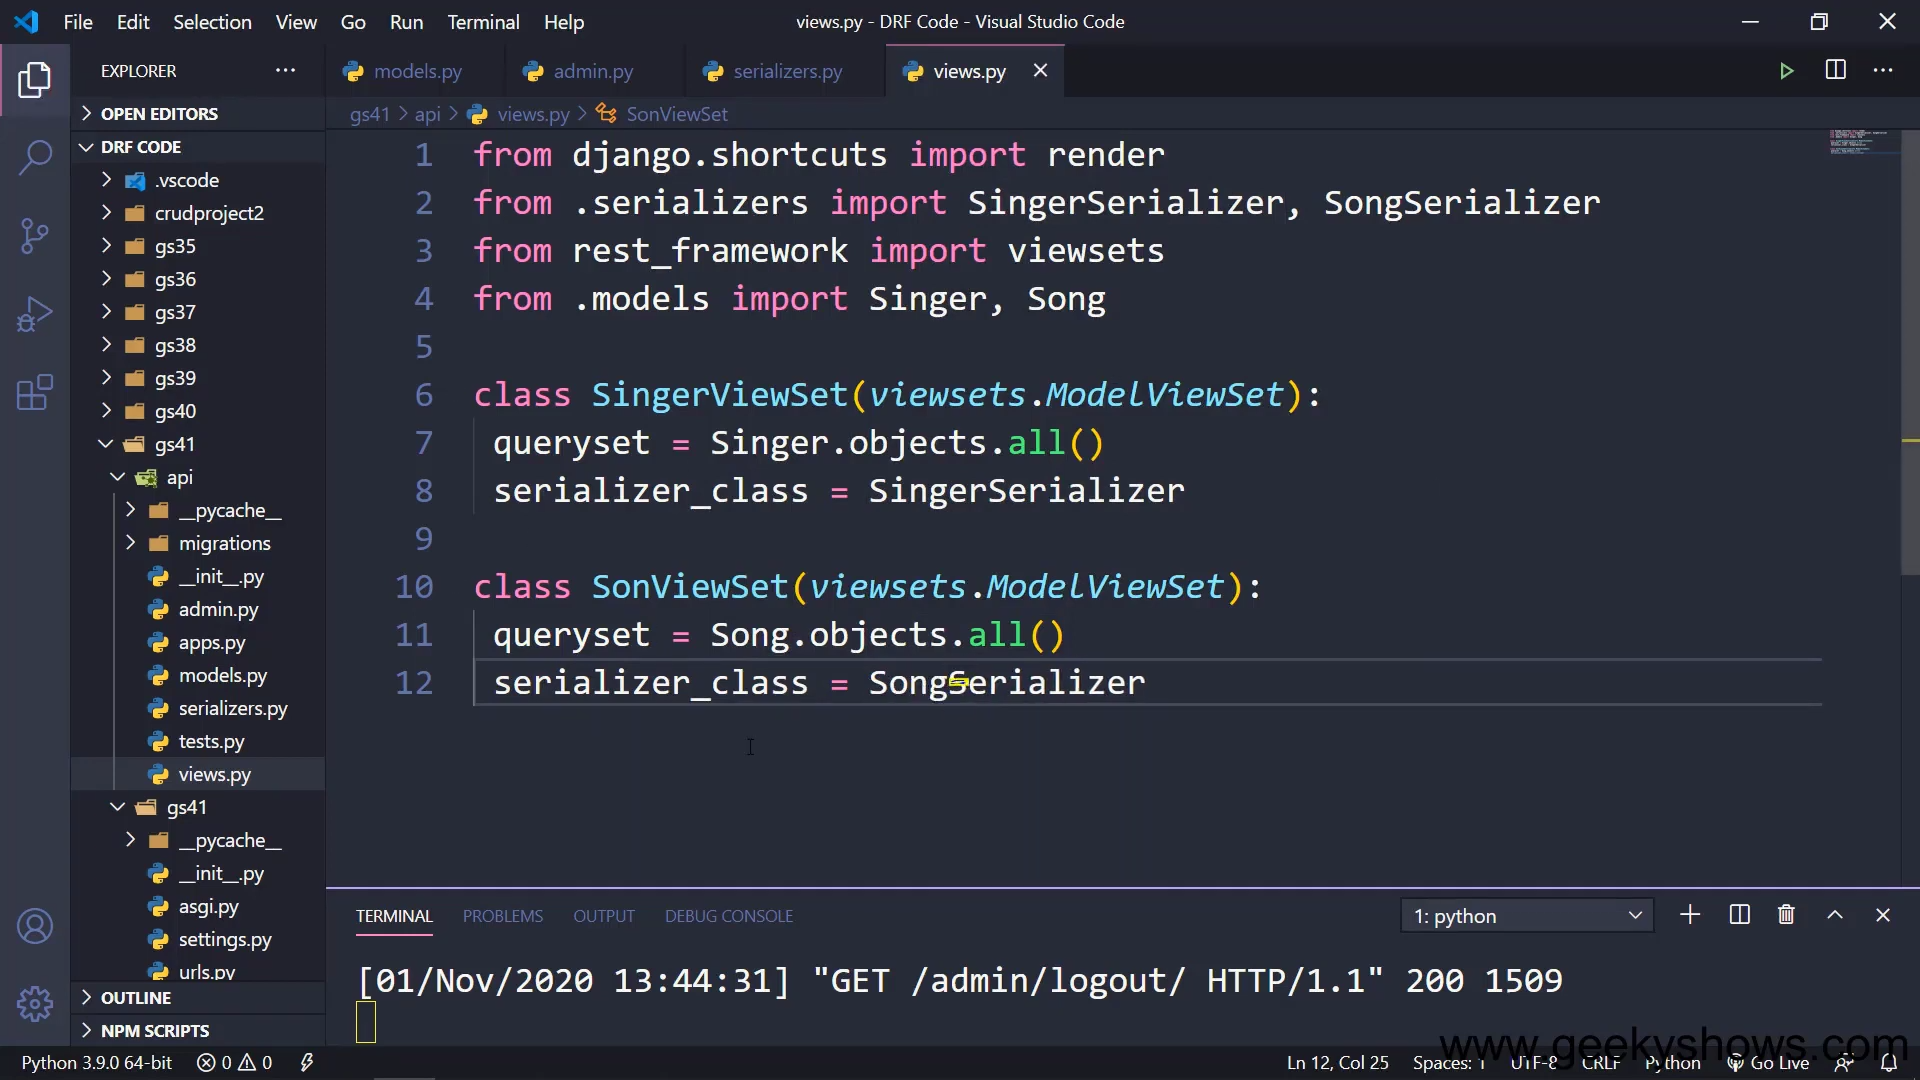 File Edit Selection View Go Run Terminal Help
views.py - DRF Code - Visual Studio Code
EXPLORER
models.py
admin.py
serializers.py
views.py
OPEN EDITORS
gs41 > api > views.py > SonViewSet
DRF CODE
.vscode
crudproject2
gs35
gs36
gs37
gs38
gs39
gs40
gs41
api
__pycache__
migrations
__init__.py
admin.py
apps.py
models.py
serializers.py
tests.py
views.py
gs41
__pycache__
__init__.py
asgi.py
settings.py
urls.py
OUTLINE
NPM SCRIPTS
1 from django.shortcuts import render
2 from .serializers import SingerSerializer, SongSerializer
3 from rest_framework import viewsets
4 from .models import Singer, Song
5
6 class SingerViewSet(viewsets.ModelViewSet):
7 queryset = Singer.objects.all()
8 serializer_class = SingerSerializer
9
10 class SonViewSet(viewsets.ModelViewSet):
11 queryset = Song.objects.all()
12 serializer_class = SongSerializer
TERMINAL PROBLEMS OUTPUT DEBUG CONSOLE
1: python
[01/Nov/2020 13:44:31] "GET /admin/logout/ HTTP/1.1" 200 1509
www.geekyshows.com
Python 3.9.0 64-bit 0 0
Ln 12, Col 25 Spaces: 1 UTF-8 CRLF Python Go Live